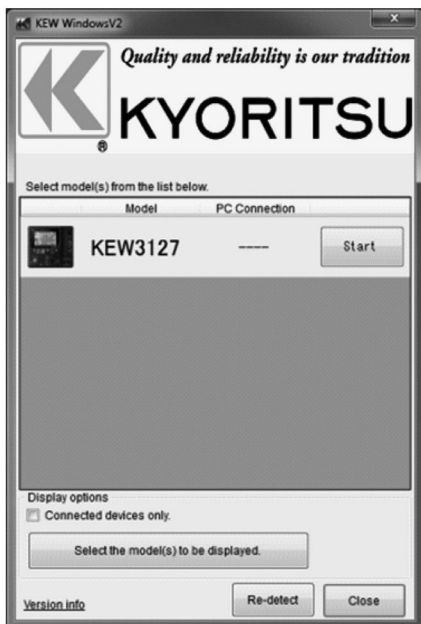 KEW WindowsV2
Quality and reliability is our tradition
KYORITSU
®
Select model(s) from the list below.
Model PC Connection
KEW3127 ---- Start
Display options
Connected devices only.
Select the model(s) to be displayed.
Version info Re-detect Close